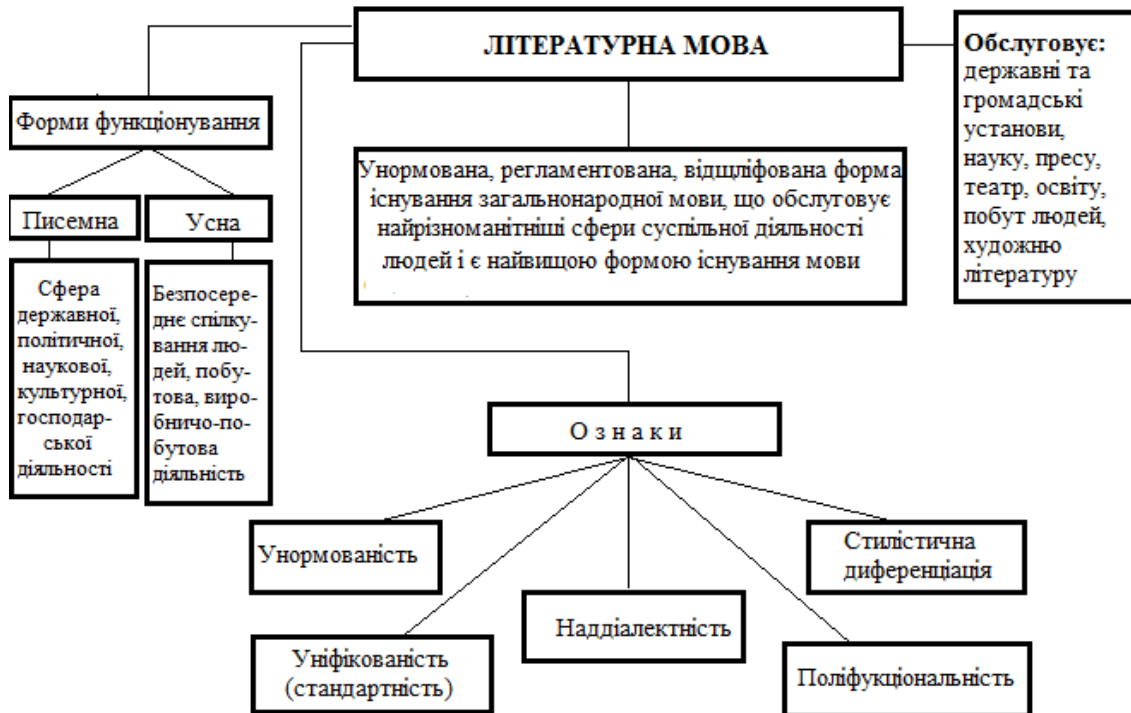 ЛІТЕРАТУРНА МОВА
Обслуговує:
державні та
громадські
установи,
науку, пресу,
театр, освіту,
побут людей,
художню
літературу
Форми функціонування
Унормована, регламентована, відщліфована форма
існування загальнонародної мови, що обслуговує
найрізноманітніші сфери суспільної діяльності
людей і є найвищою формою існування мови
Писемна
Усна
Сфера
державної,
політичної,
наукової,
культурної,
господар-
ської
діяльності
Безпосере-
днє спілку-
вання лю-
дей, побу-
това, виро-
бничо-по-
бутова
діяльність
О з н а к и
Унормованість
Стилістична
диференціація
Наддіалектність
Уніфікованість
(стандартність)
Поліфукціональність